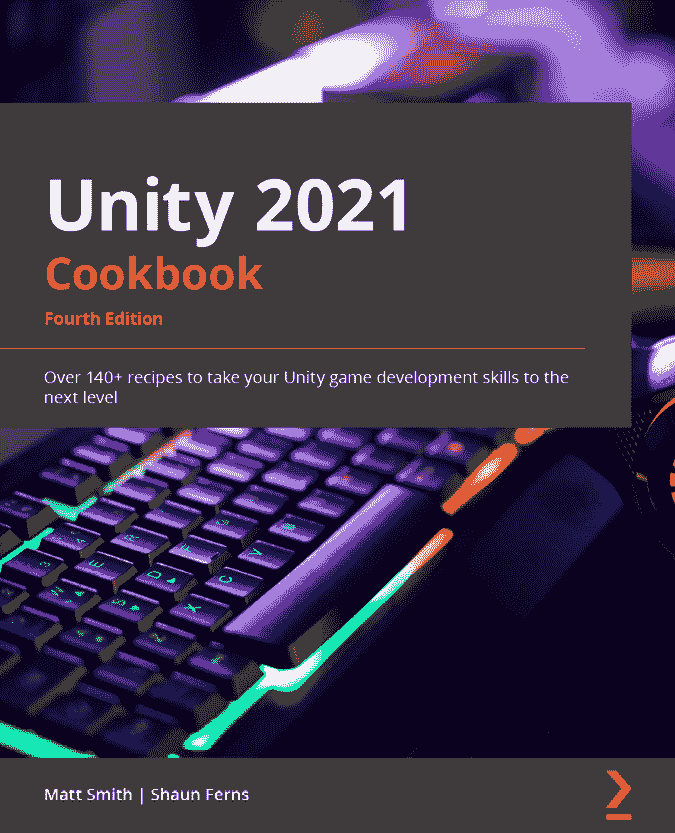 Unity 2021
Cookbook
Fourth Edition
Over 140+ recipes to take your Unity game development skills to the
next level
Matt Smith | Shaun Ferns